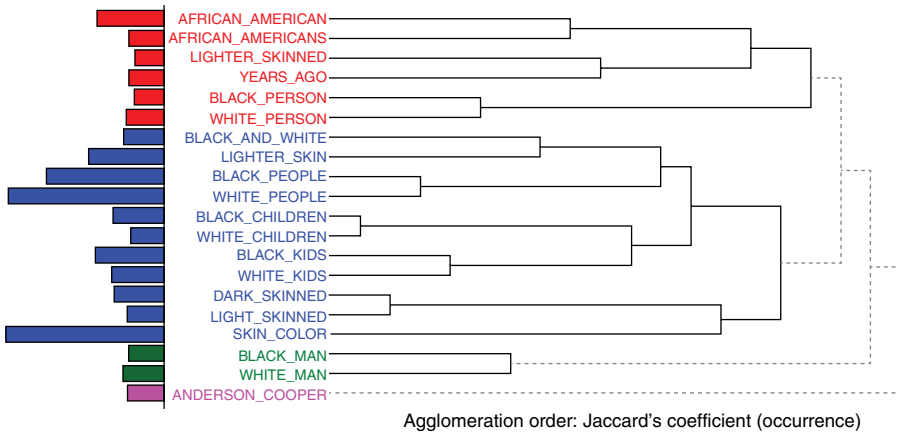 AFRICAN_AMERICAN
AFRICAN_AMERICANS
LIGHTER_SKINNED
YEARS_AGO
BLACK_PERSON
WHITE_PERSON
BLACK_AND_WHITE
LIGHTER_SKIN
BLACK_PEOPLE
WHITE_PEOPLE
BLACK_CHILDREN
WHITE_CHILDREN
BLACK_KIDS
WHITE_KIDS
DARK_SKINNED
LIGHT_SKINNED
SKIN_COLOR
BLACK_MAN
WHITE_MAN
ANDERSON_COOPER
Agglomeration order: Jaccard's coefficient (occurrence)